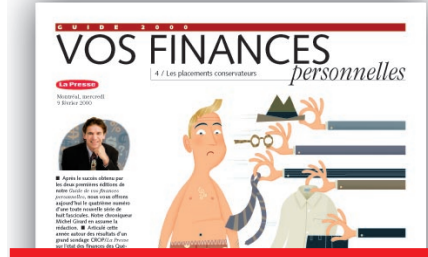 GUIDE 2000
VOS FINANCES
personnelles
4 / Les placements conservateurs
La Presse
Montréal, mercredi
9 février 2000
■ Après le succès obtenu par
les deux premières éditions de
notre Guide de vos finances
personnelles, nous vous offrons
aujourd'hui le quatrième numéro
d'une toute nouvelle série de
huit fascicules. Notre chroniqueur
Michel Girard en assume la
rédaction. ■ Articulé cette
année autour des résultats d'un
grand sondage CROP/La Presse
sur l'état des finances des Qué-